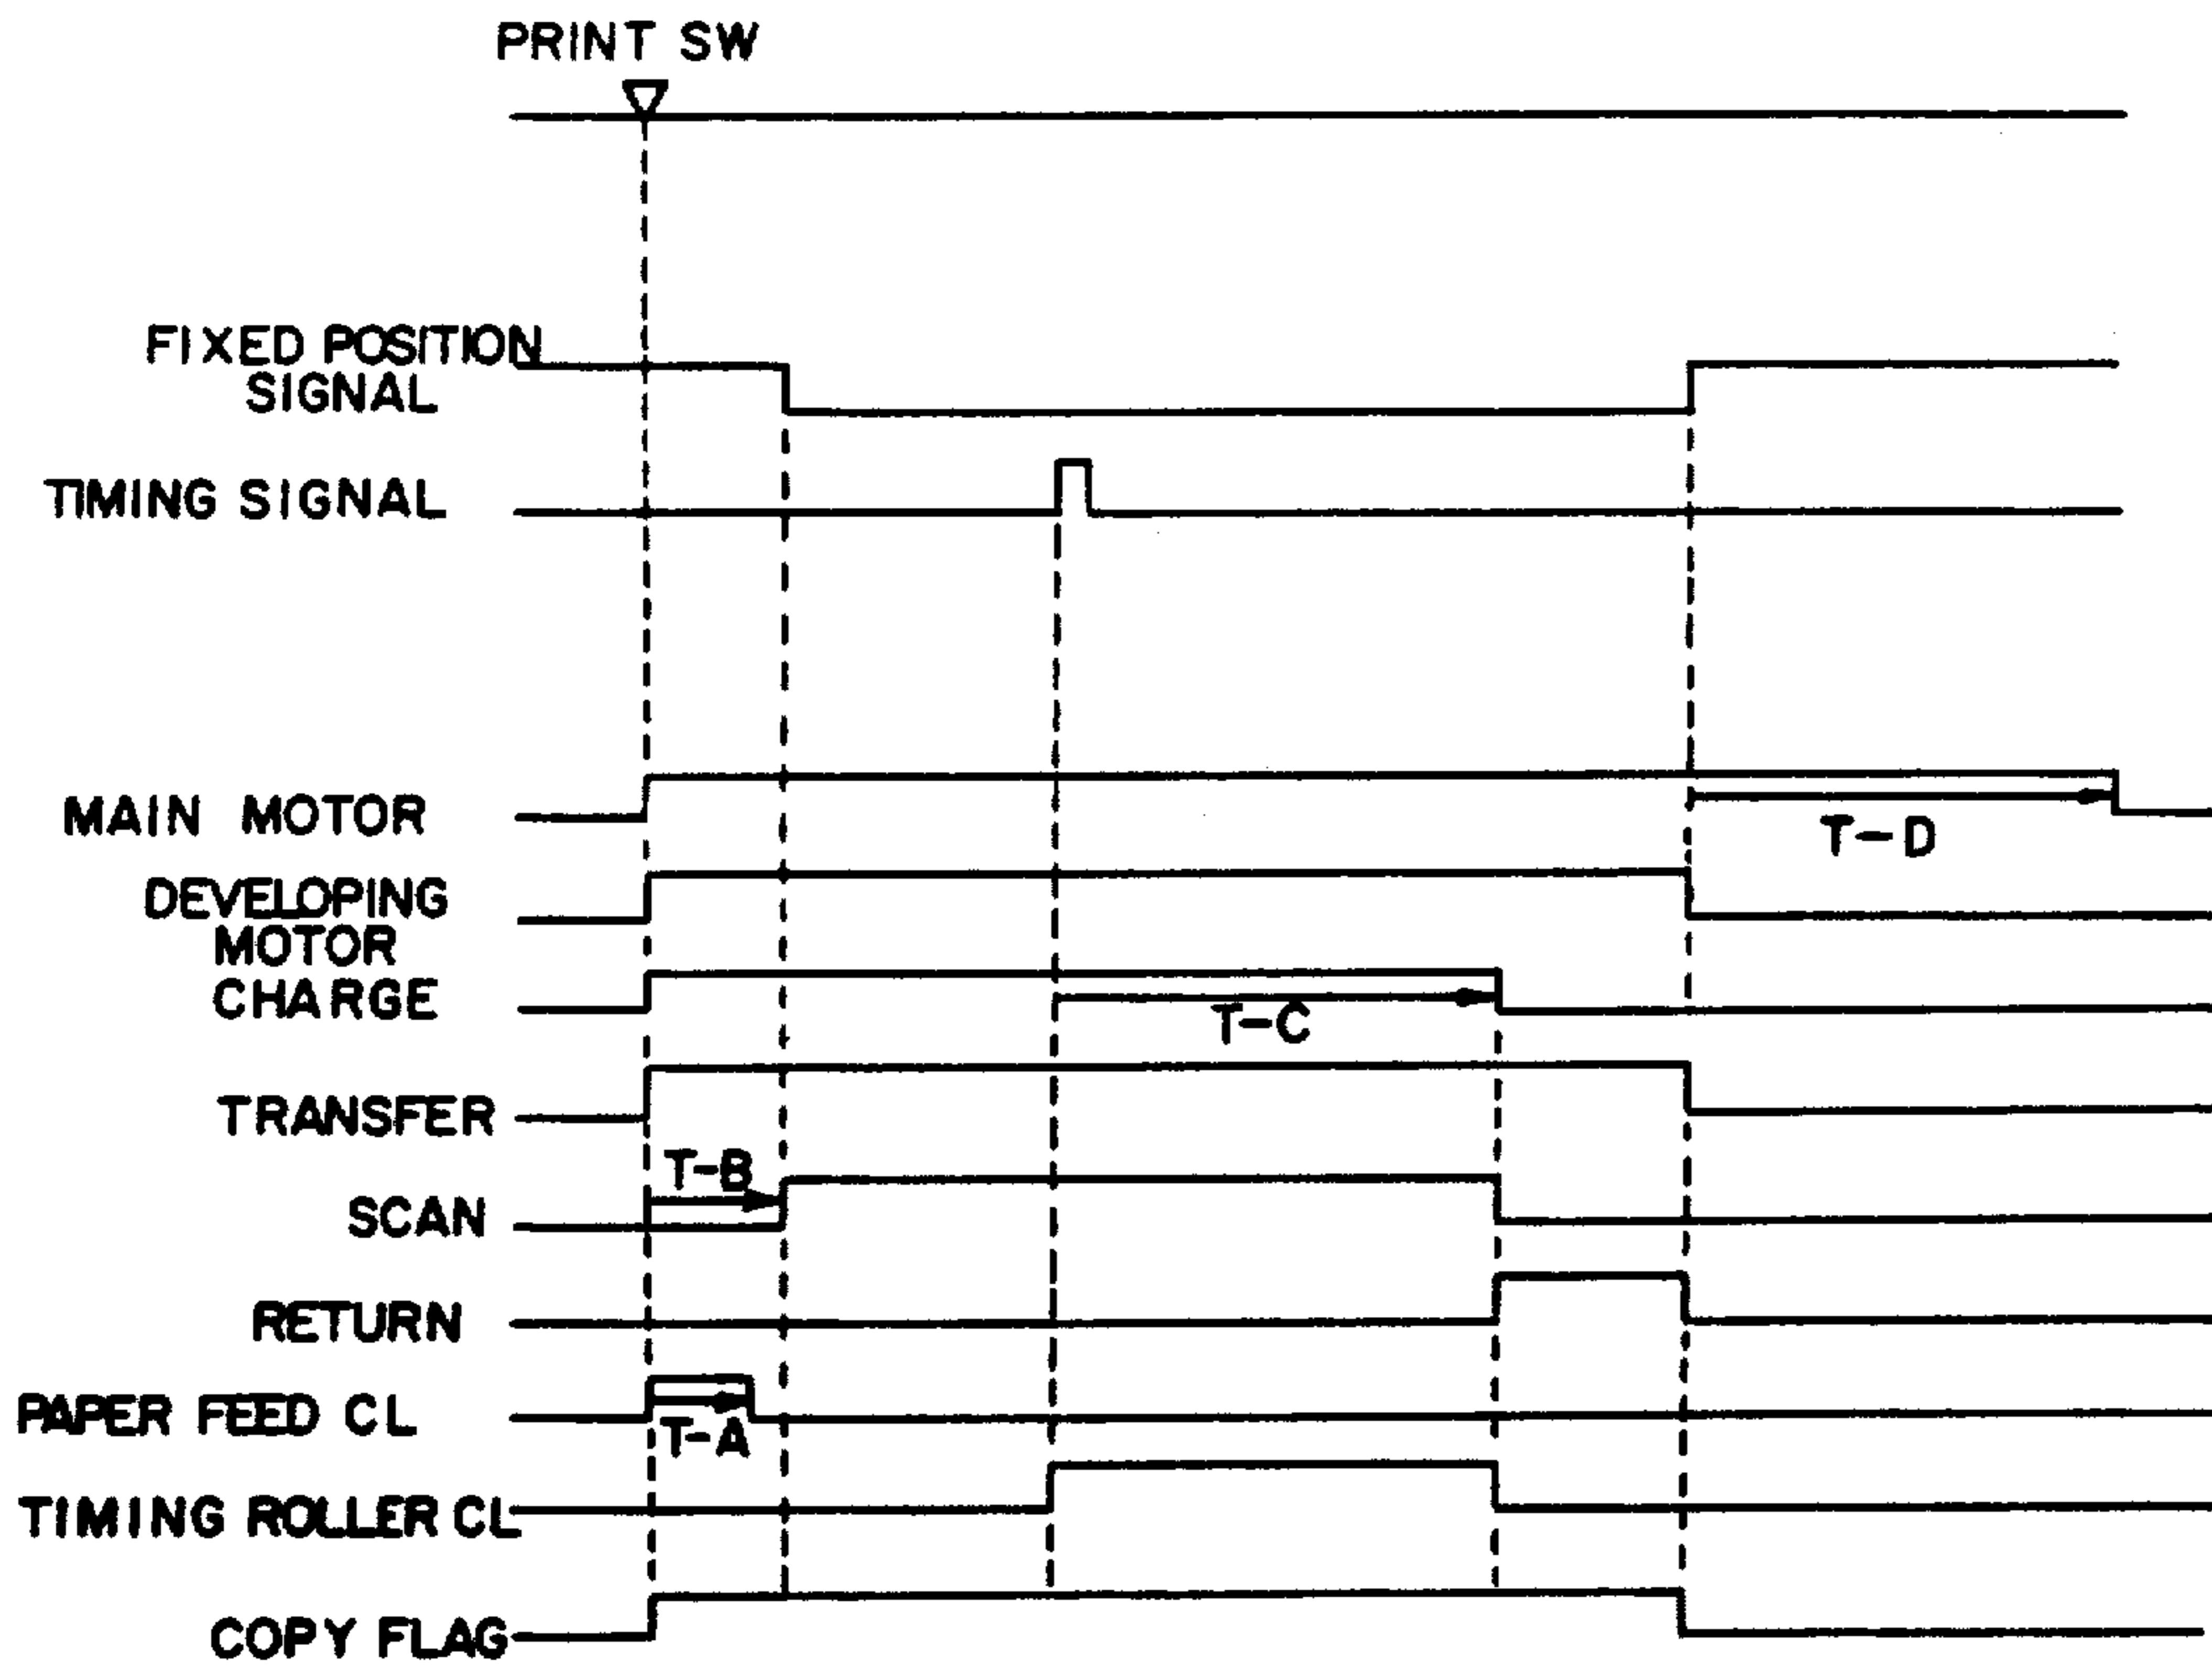 PRINT SW
FIXED POSITION
SIGNAL
TIMING SIGNAL
MAIN MOTOR
T-D
DEVELOPING
MOTOR
CHARGE
T-C
TRANSFER
T-B
SCAN
RETURN
PAPER FEED CL
T-A
TIMING ROLLER CL
COPY FLAG